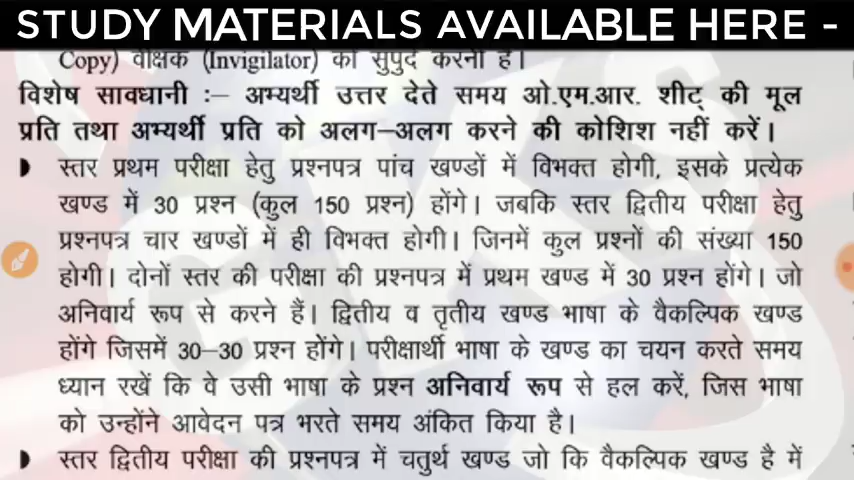 STUDY MATERIALS AVAILABLE HERE -
Copy) वीक्षक (Invigilator) को सुपुर्द करनी है।
विशेष सावधानी :– अभ्यर्थी उत्तर देते समय ओ.एम.आर. शीट् की मूल
प्रति तथा अभ्यर्थी प्रति को अलग–अलग करने की कोशिश नहीं करें।
◗ स्तर प्रथम परीक्षा हेतु प्रश्नपत्र पांच खण्डों में विभक्त होगी, इसके प्रत्येक
खण्ड में 30 प्रश्न (कुल 150 प्रश्न) होंगे। जबकि स्तर द्वितीय परीक्षा हेतु
प्रश्नपत्र चार खण्डों में ही विभक्त होगी। जिनमें कुल प्रश्नों की संख्या 150
होगी। दोनों स्तर की परीक्षा की प्रश्नपत्र में प्रथम खण्ड में 30 प्रश्न होंगे। जो
अनिवार्य रूप से करने हैं। द्वितीय व तृतीय खण्ड भाषा के वैकल्पिक खण्ड
होंगे जिसमें 30–30 प्रश्न होंगे। परीक्षार्थी भाषा के खण्ड का चयन करते समय
ध्यान रखें कि वे उसी भाषा के प्रश्न अनिवार्य रूप से हल करें, जिस भाषा
को उन्होंने आवेदन पत्र भरते समय अंकित किया है।
◗ स्तर द्वितीय परीक्षा की प्रश्नपत्र में चतुर्थ खण्ड जो कि वैकल्पिक खण्ड है में